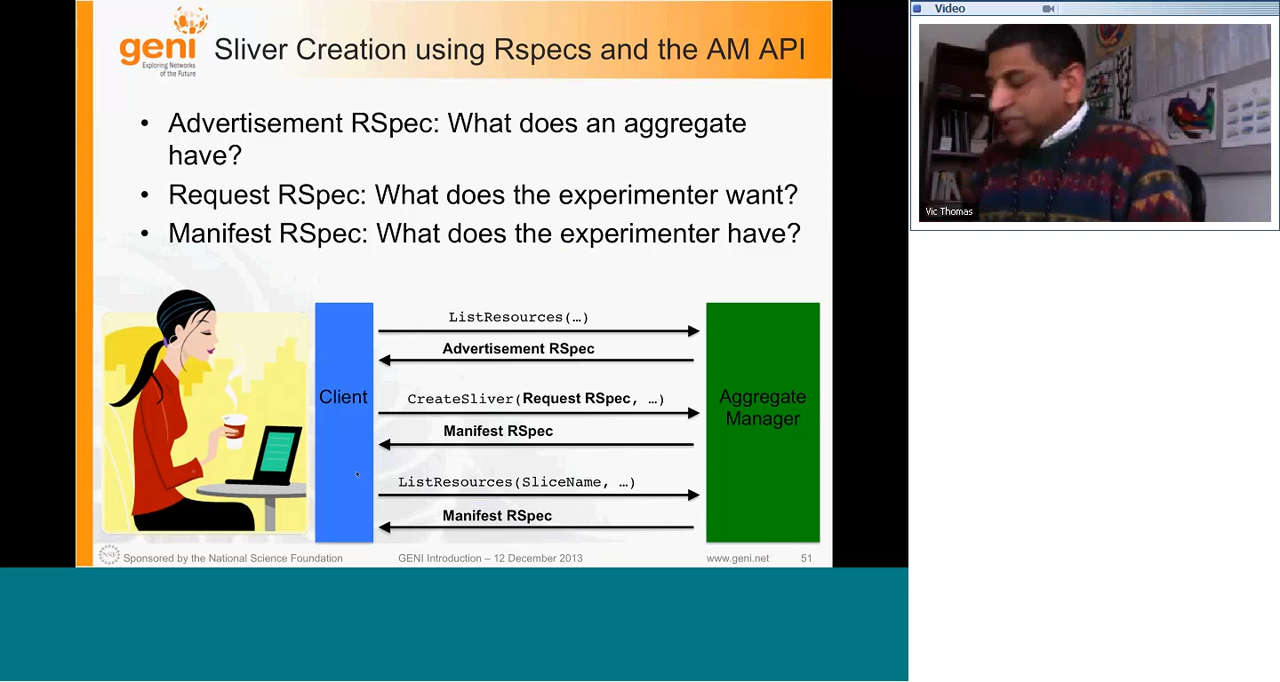 Video
geni
Exploring Networks
of the Future
Sliver Creation using Rspecs and the AM API
• Advertisement RSpec: What does an aggregate
have?
• Request RSpec: What does the experimenter want?
• Manifest RSpec: What does the experimenter have?
Vic Thomas
Client
Aggregate
Manager
ListResources(…)
Advertisement RSpec
CreateSliver(Request RSpec, …)
Manifest RSpec
ListResources(SliceName, …)
Manifest RSpec
NSF
Sponsored by the National Science Foundation
GENI Introduction – 12 December 2013
www.geni.net
51